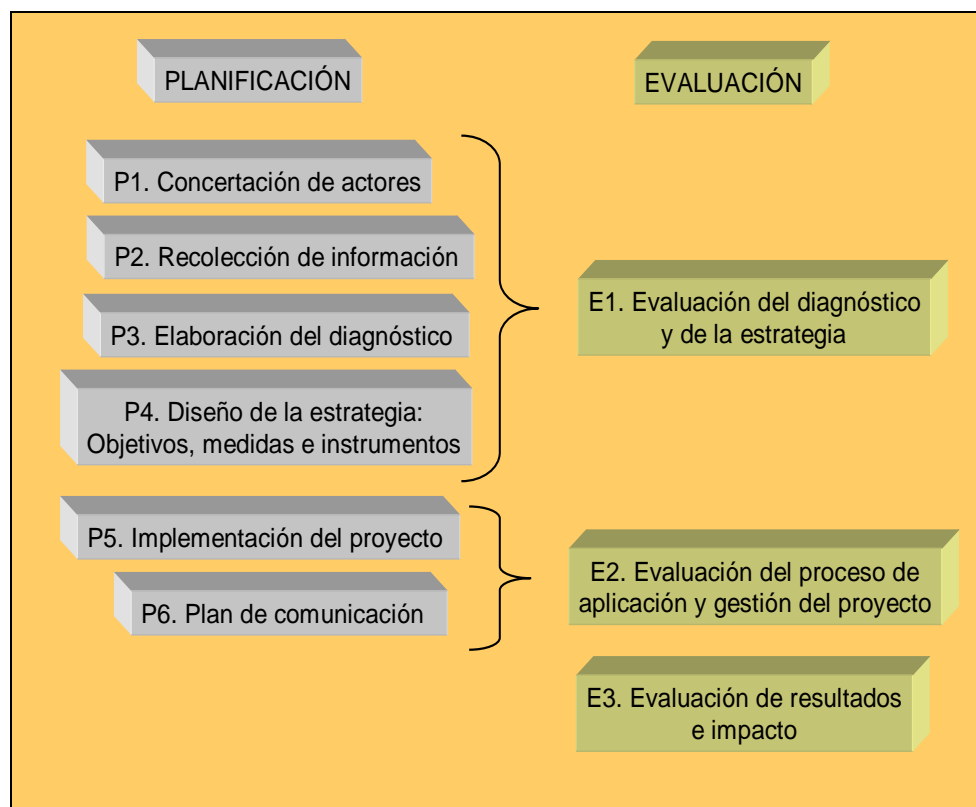 PLANIFICACIÓN
EVALUACIÓN
P1. Concertación de actores
P2. Recolección de información
P3. Elaboración del diagnóstico
P4. Diseño de la estrategia:
Objetivos, medidas e instrumentos
P5. Implementación del proyecto
P6. Plan de comunicación
E1. Evaluación del diagnóstico
y de la estrategia
E2. Evaluación del proceso de
aplicación y gestión del proyecto
E3. Evaluación de resultados
e impacto